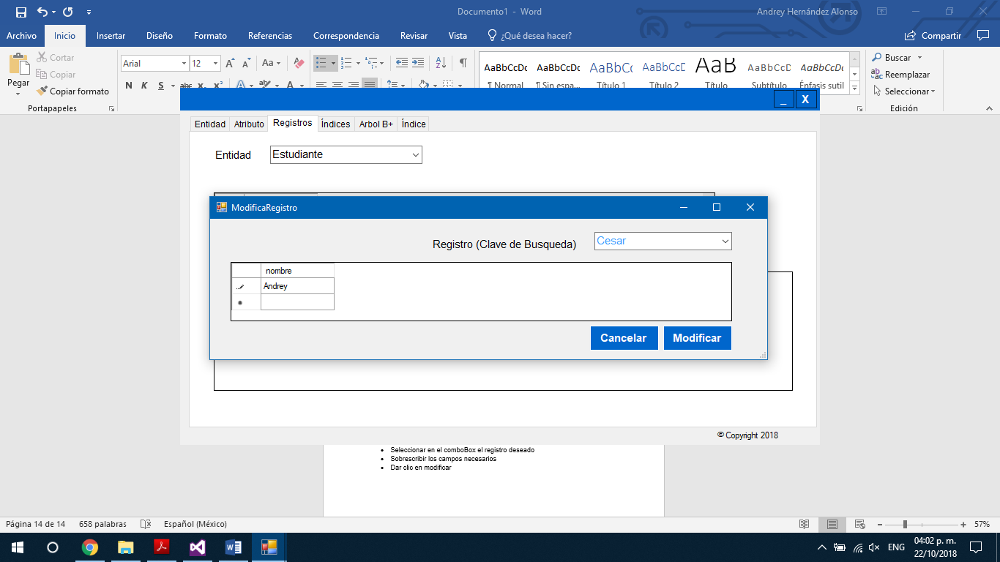 Documento1 - Word
Andrey Hernández Alonso
Archivo Inicio Insertar Diseño Formato Referencias Correspondencia Revisar Vista ¿Qué desea hacer? Compartir
Pegar
Cortar
Copiar
Copiar formato
Portapapeles
Arial 12 Aa
N K S abc x₂ x²
AaBbCcDc AaBbCcDc AaBbCc AaBbCcD AaB AaBbCcD AaBbCcDc
¶ Normal ¶ Sin espa... Título 1 Título 2 Título Subtítulo Énfasis sutil
Buscar
Reemplazar
Seleccionar
Edición
_ X
Entidad Atributo Registros Índices Arbol B+ Índice
Entidad Estudiante
ModificaRegistro
Registro (Clave de Busqueda) Cesar
nombre
Andrey
Cancelar Modificar
© Copyright 2018
• Seleccionar en el comboBox el registro deseado
• Sobrescribir los campos necesarios
• Dar clic en modificar
Página 14 de 14 658 palabras Español (México) 57%
ENG
04:02 p. m.
22/10/2018